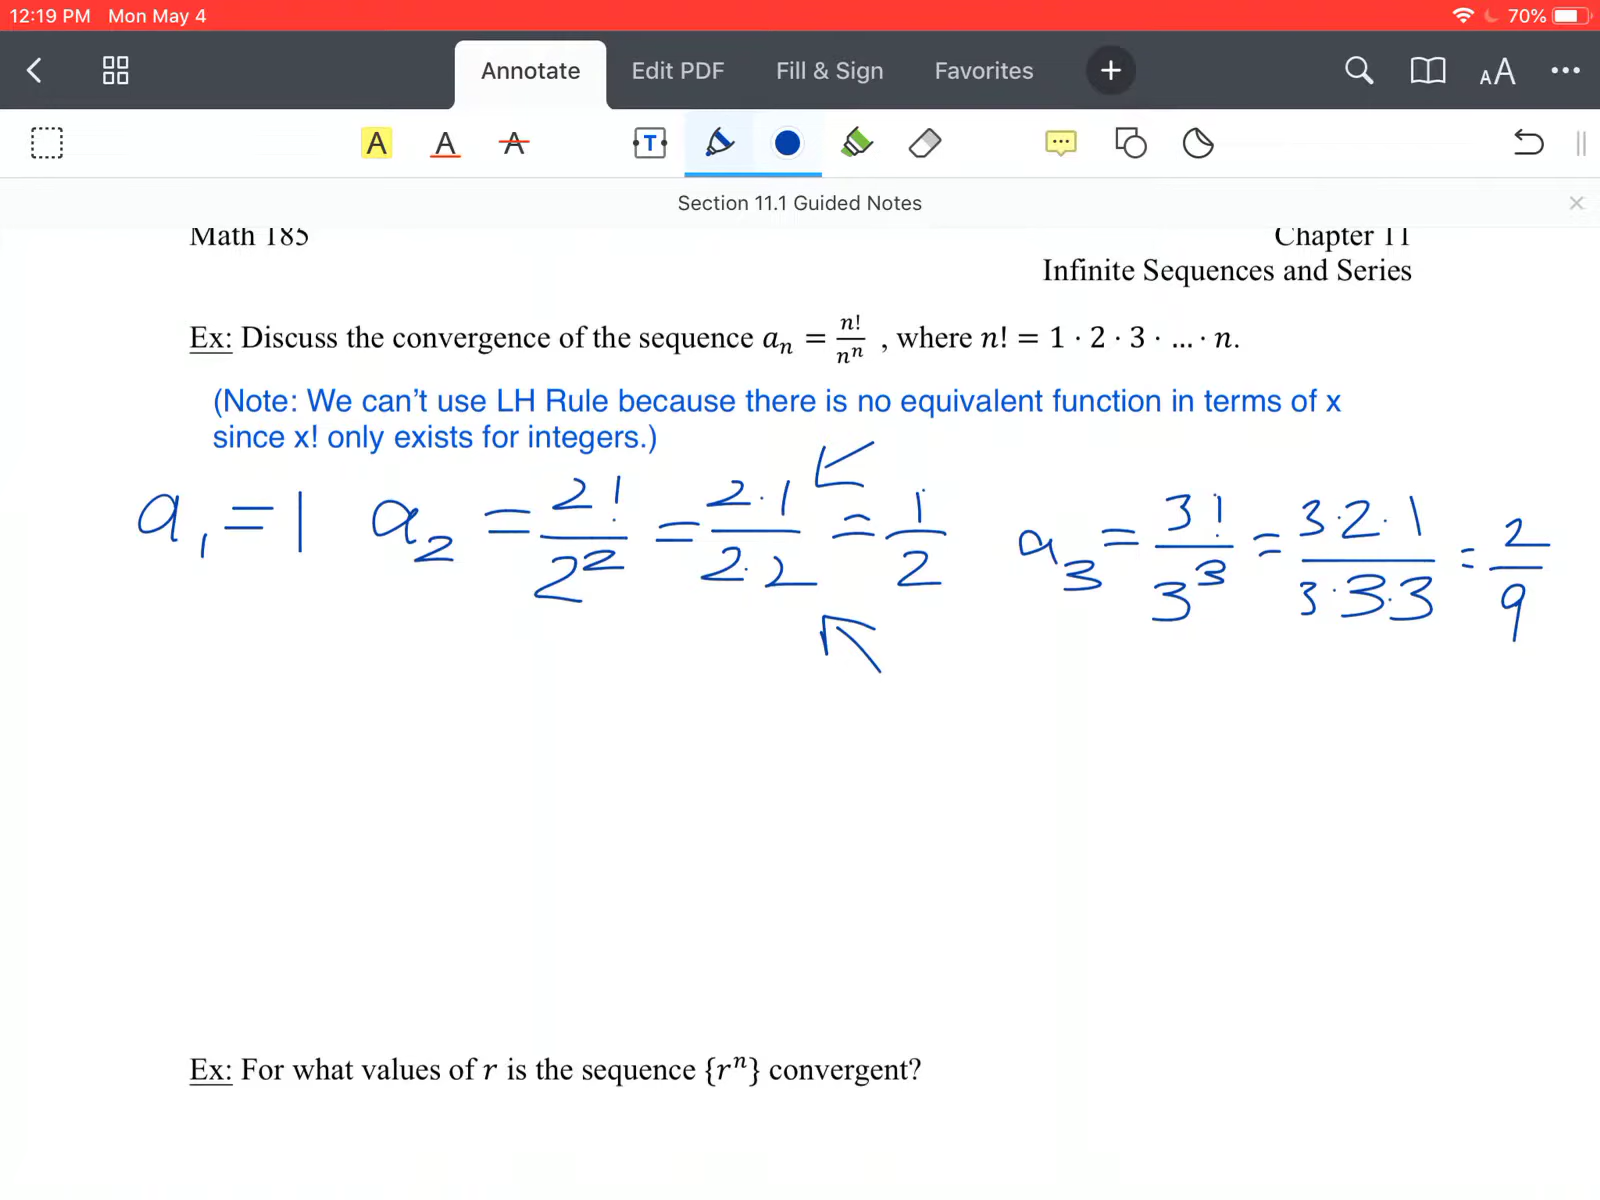 12:19 PM Mon May 4 70%
Annotate Edit PDF Fill & Sign Favorites
Section 11.1 Guided Notes
Math 185 Chapter 11
Infinite Sequences and Series
Ex: Discuss the convergence of the sequence aₙ = n!/nⁿ , where n! = 1 · 2 · 3 · … · n.
(Note: We can’t use LH Rule because there is no equivalent function in terms of x
since x! only exists for integers.)
a₁ = 1 a₂ = 2!/2² = 2·1/2·2 = 1/2 a₃ = 3!/3³ = 3·2·1/3·3·3 = 2/9
Ex: For what values of r is the sequence {rⁿ} convergent?